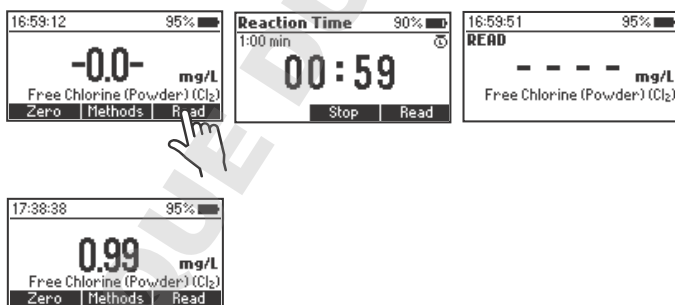 16:59:12 95%
-0.0- mg/L
Free Chlorine (Powder) (Cl₂)
Zero Methods Read
Reaction Time 90%
1:00 min
00:59
Stop Read
16:59:51 95%
READ
- - - - mg/L
Free Chlorine (Powder) (Cl₂)
17:38:38 95%
0.99 mg/L
Free Chlorine (Powder) (Cl₂)
Zero Methods Read